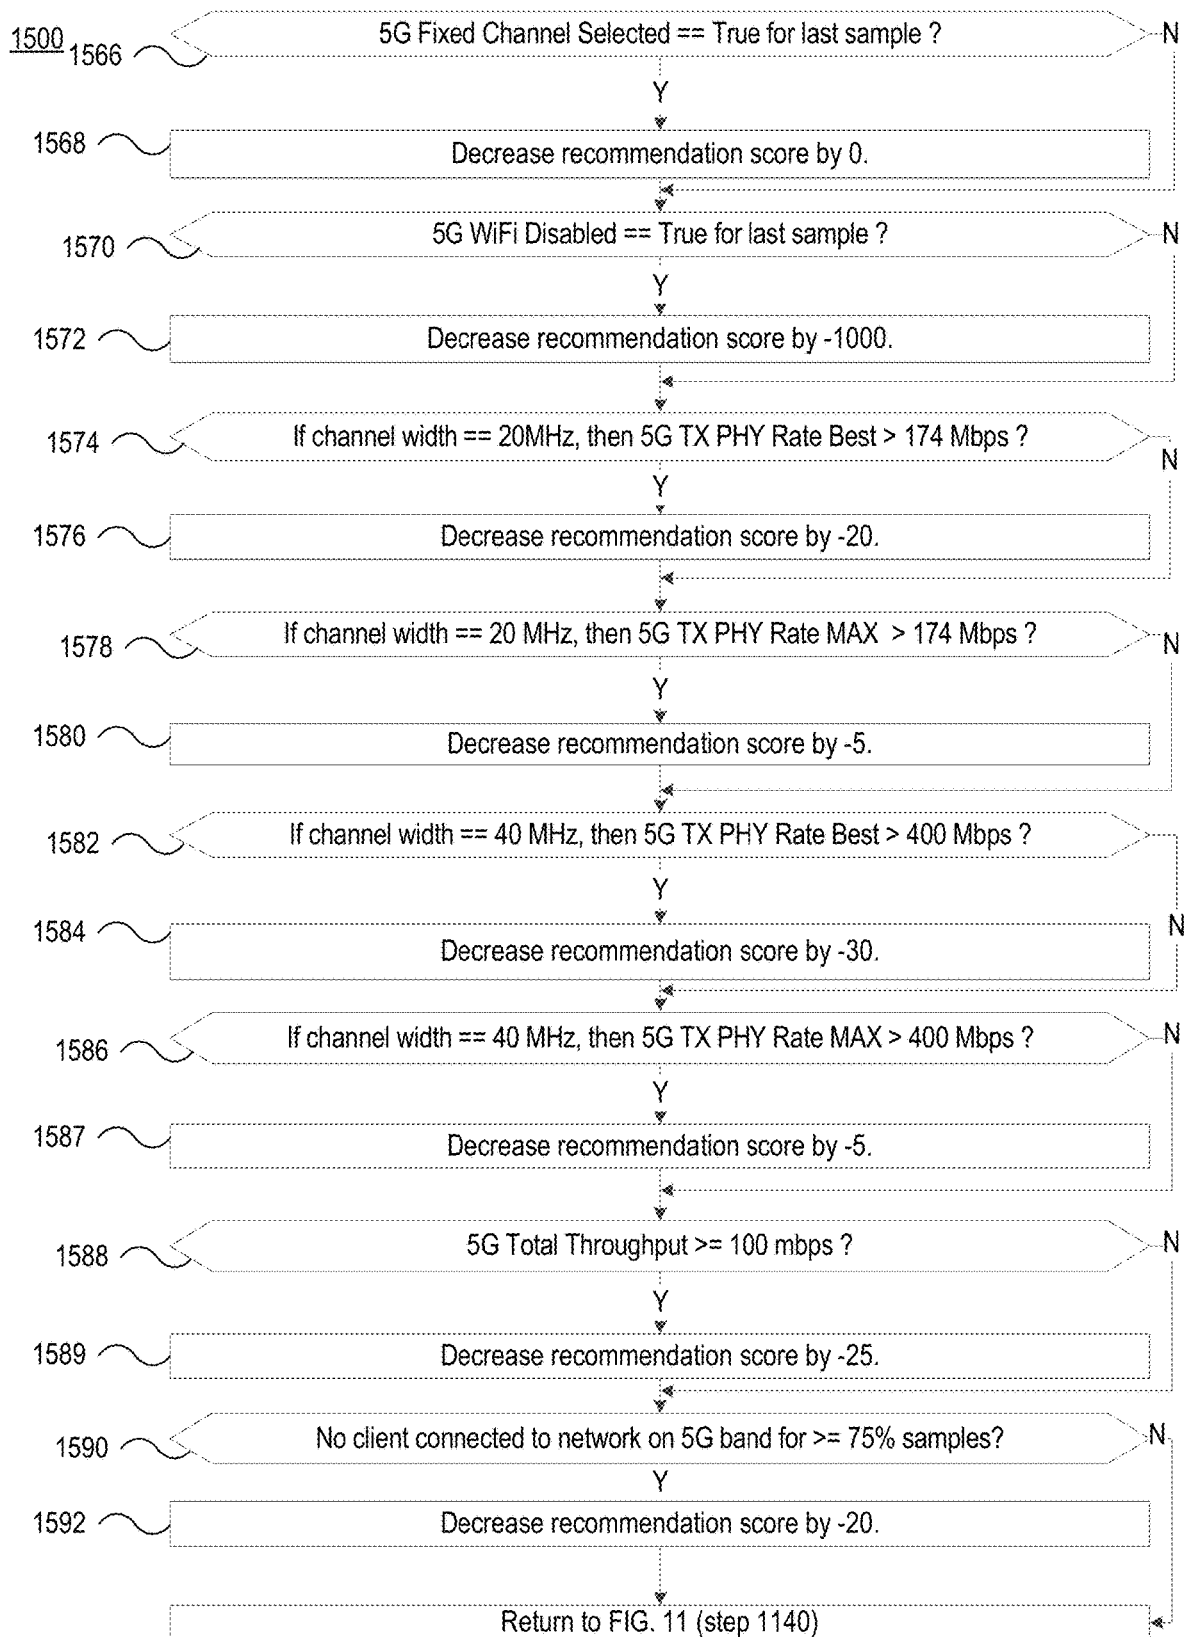 1500
5G Fixed Channel Selected == True for last sample ?
N
1566
Y
1568
Decrease recommendation score by 0.
5G WiFi Disabled == True for last sample ?
N
1570
Y
1572
Decrease recommendation score by -1000.
1574
If channel width == 20MHz, then 5G TX PHY Rate Best > 174 Mbps ?
N
Y
1576
Decrease recommendation score by -20.
1578
If channel width == 20 MHz, then 5G TX PHY Rate MAX > 174 Mbps ?
N
Y
1580
Decrease recommendation score by -5.
1582
If channel width == 40 MHz, then 5G TX PHY Rate Best > 400 Mbps ?
Y
1584
N
Decrease recommendation score by -30.
1586
If channel width == 40 MHz, then 5G TX PHY Rate MAX > 400 Mbps ?
N
Y
1587
Decrease recommendation score by -5.
1588
5G Total Throughput >= 100 mbps ?
N
Y
1589
Decrease recommendation score by -25.
1590
No client connected to network on 5G band for >= 75% samples?
N
Y
1592
Decrease recommendation score by -20.
Return to FIG. 11 (step 1140)